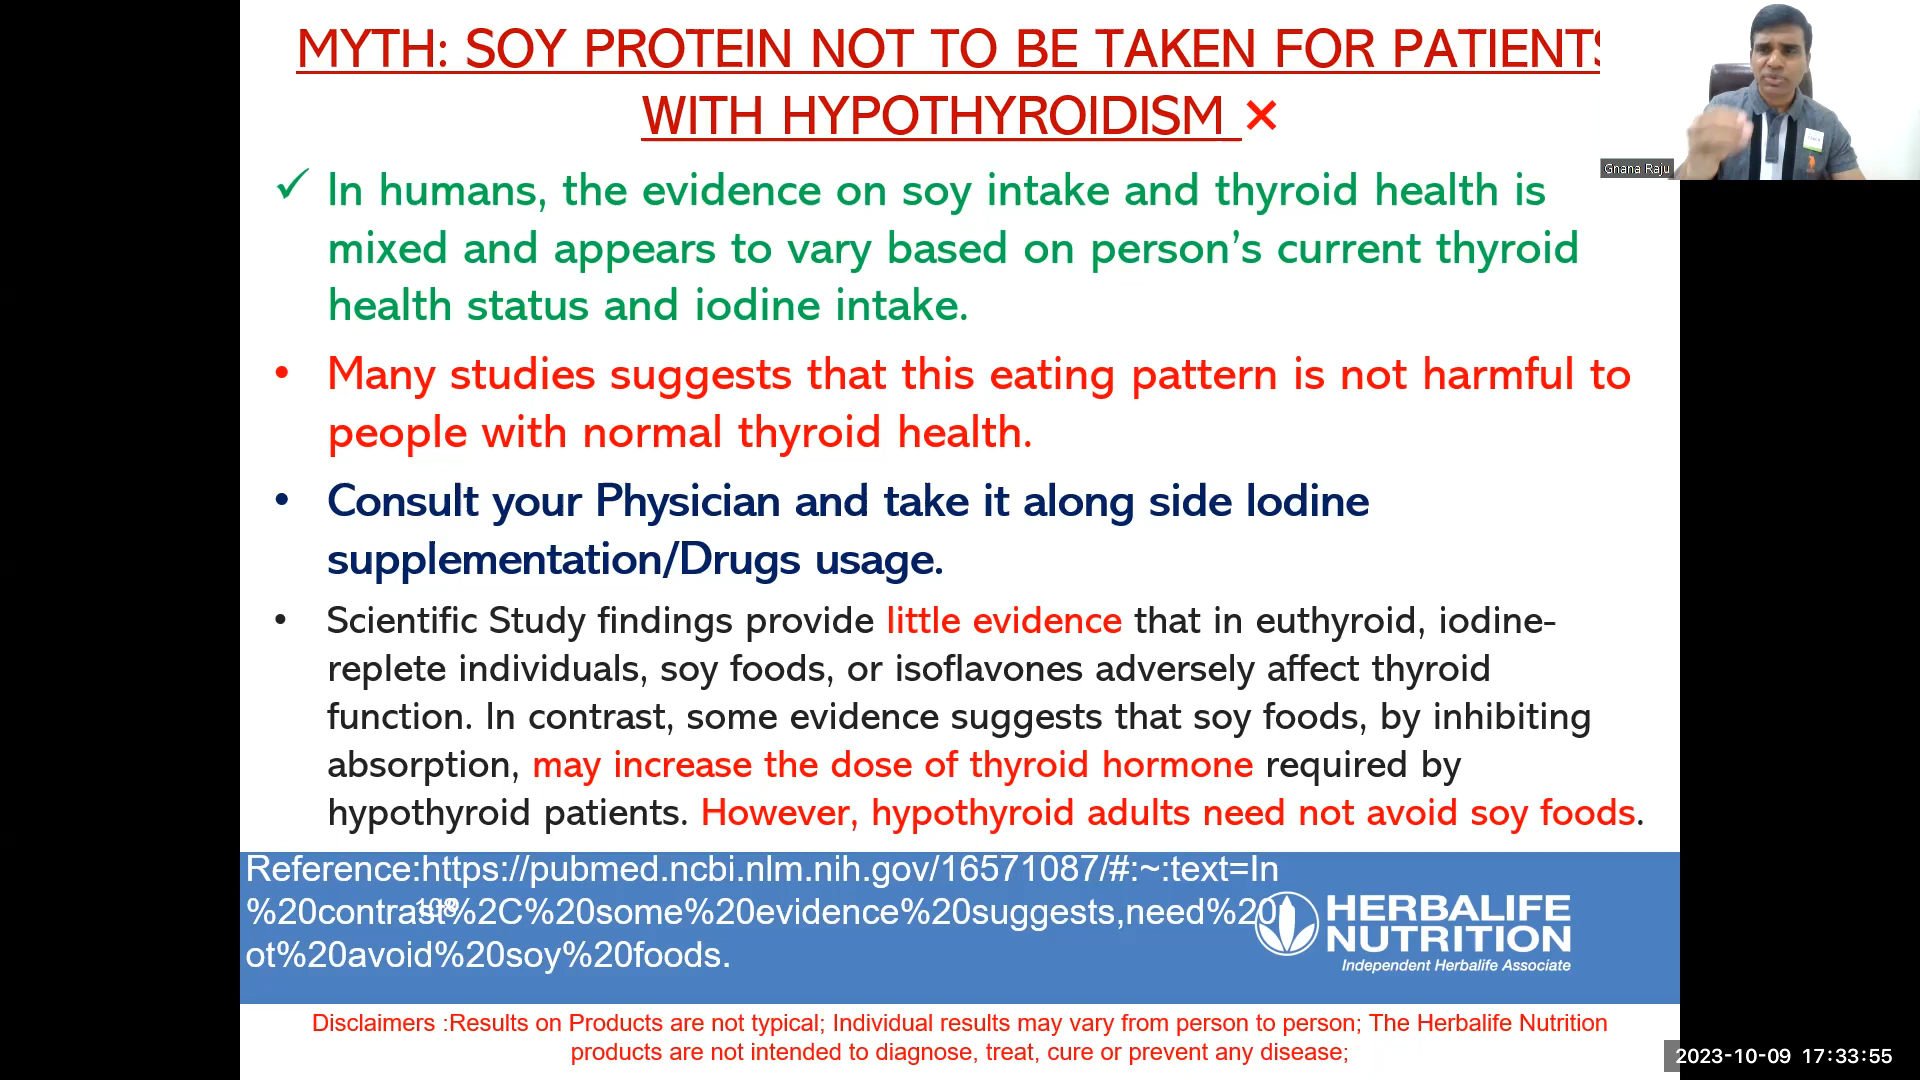 MYTH: SOY PROTEIN NOT TO BE TAKEN FOR PATIENTS
WITH HYPOTHYROIDISM ×
✓ In humans, the evidence on soy intake and thyroid health is
mixed and appears to vary based on person’s current thyroid
health status and iodine intake.
• Many studies suggests that this eating pattern is not harmful to
people with normal thyroid health.
• Consult your Physician and take it along side Iodine
supplementation/Drugs usage.
• Scientific Study findings provide little evidence that in euthyroid, iodine-
replete individuals, soy foods, or isoflavones adversely affect thyroid
function. In contrast, some evidence suggests that soy foods, by inhibiting
absorption, may increase the dose of thyroid hormone required by
hypothyroid patients. However, hypothyroid adults need not avoid soy foods.
Reference:https://pubmed.ncbi.nlm.nih.gov/16571087/#:~:text=In
%20contrast%2C%20some%20evidence%20suggests,need%20
ot%20avoid%20soy%20foods.
HERBALIFE
NUTRITION
Independent Herbalife Associate
Disclaimers :Results on Products are not typical; Individual results may vary from person to person; The Herbalife Nutrition
products are not intended to diagnose, treat, cure or prevent any disease;
Gnana Raju
2023-10-09 17:33:55